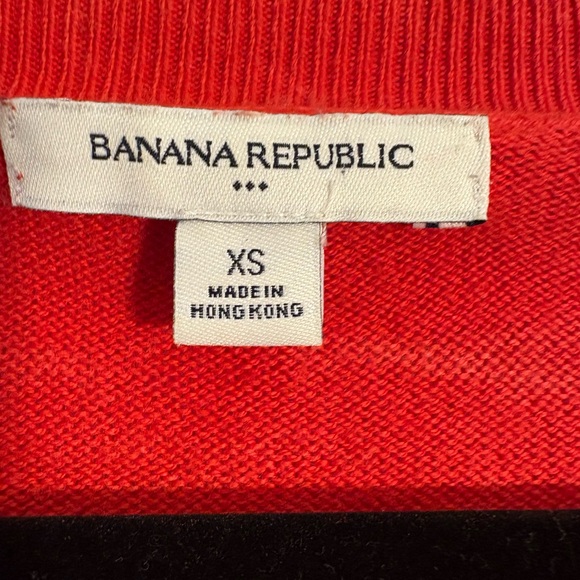 BANANA REPUBLIC
XS
MADE IN
HONG KONG